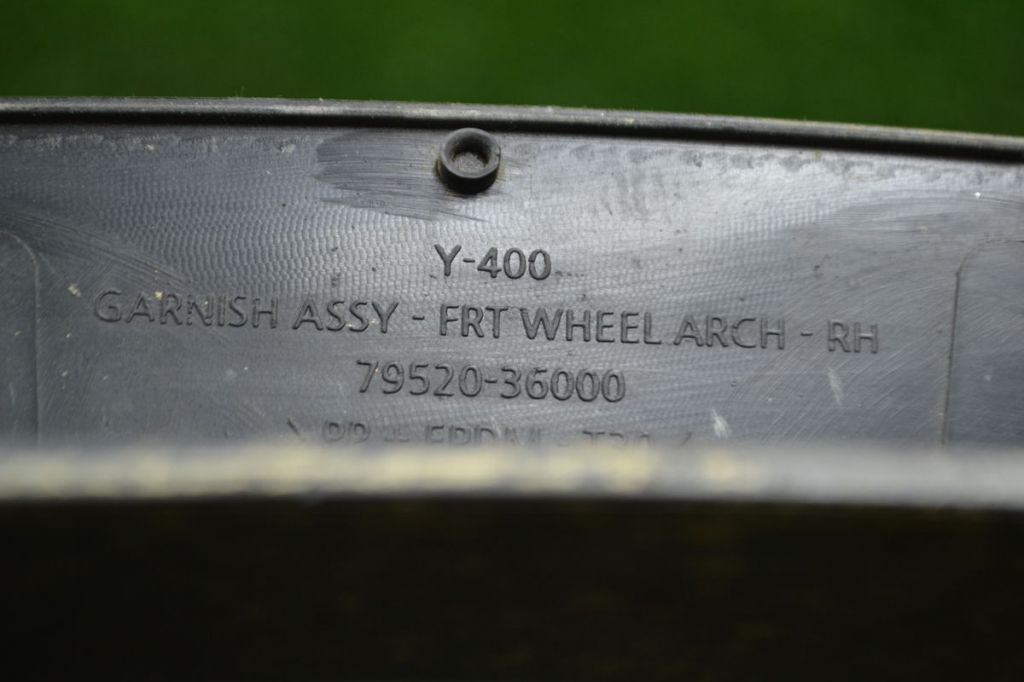 Y-400
GARNISH ASSY - FRT WHEEL ARCH - RH
79520-36000